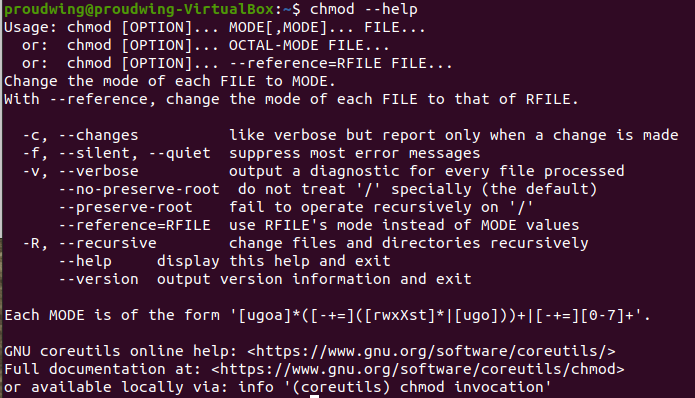 proudwing@proudwing-VirtualBox:~$ chmod --help
Usage: chmod [OPTION]... MODE[,MODE]... FILE...
  or:  chmod [OPTION]... OCTAL-MODE FILE...
  or:  chmod [OPTION]... --reference=RFILE FILE...
Change the mode of each FILE to MODE.
With --reference, change the mode of each FILE to that of RFILE.

  -c, --changes          like verbose but report only when a change is made
  -f, --silent, --quiet  suppress most error messages
  -v, --verbose          output a diagnostic for every file processed
      --no-preserve-root  do not treat '/' specially (the default)
      --preserve-root    fail to operate recursively on '/'
      --reference=RFILE  use RFILE's mode instead of MODE values
  -R, --recursive        change files and directories recursively
      --help     display this help and exit
      --version  output version information and exit

Each MODE is of the form '[ugoa]*([-+=]([rwxXst]*|[ugo]))+|[-+=][0-7]+'.

GNU coreutils online help: <https://www.gnu.org/software/coreutils/>
Full documentation at: <https://www.gnu.org/software/coreutils/chmod>
or available locally via: info '(coreutils) chmod invocation'